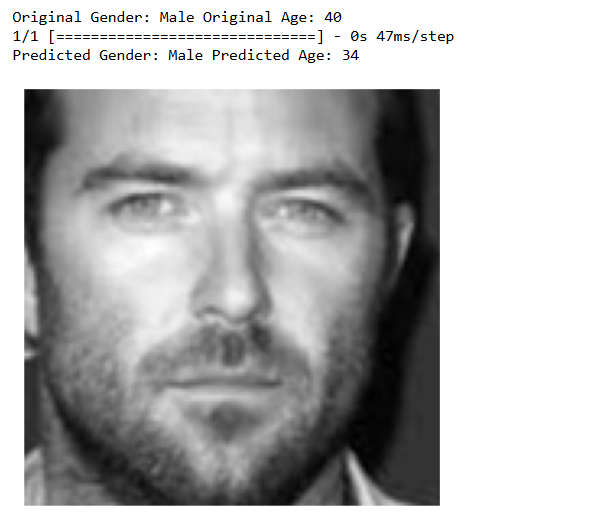 Original Gender: Male Original Age: 40
1/1 [==============================] - 0s 47ms/step
Predicted Gender: Male Predicted Age: 34